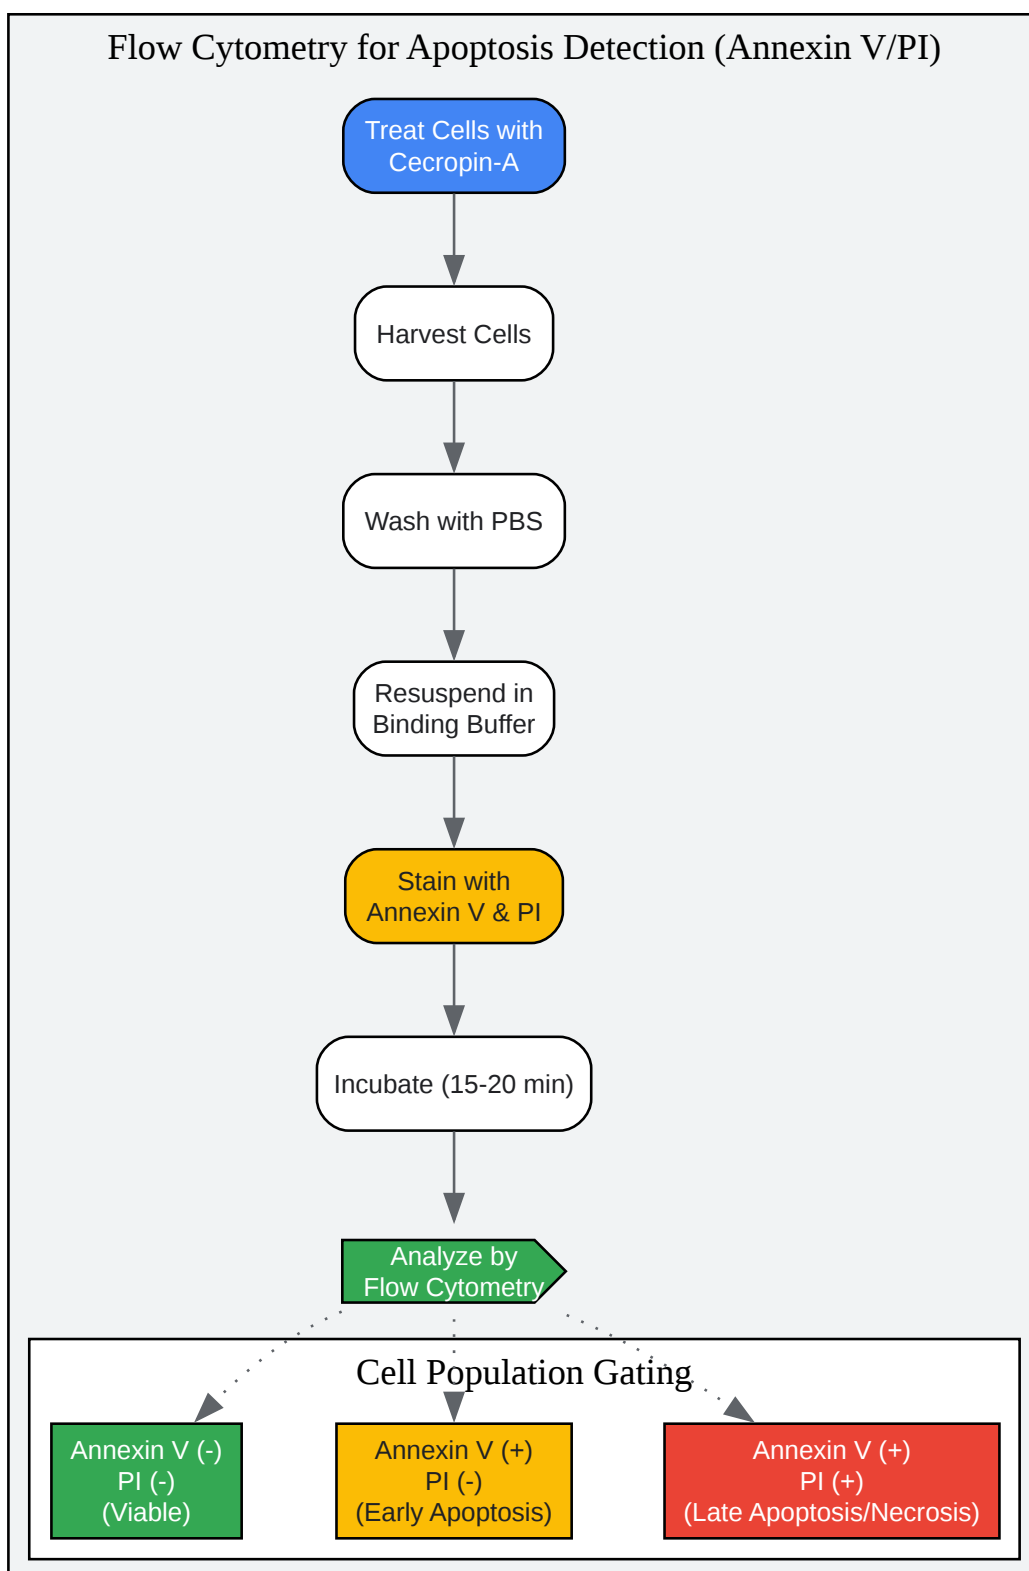 Flow Cytometry for Apoptosis Detection (Annexin V/PI)
Treat Cells with
Cecropin-A
Harvest Cells
Wash with PBS
Resuspend in
Binding Buffer
Stain with
Annexin V & PI
Incubate (15-20 min)
Analyze by
Flow Cytometry
Cell Population Gating
Annexin V (-)
PI (-)
(Viable)
Annexin V (+)
PI (-)
(Early Apoptosis)
Annexin V (+)
PI (+)
(Late Apoptosis/Necrosis)